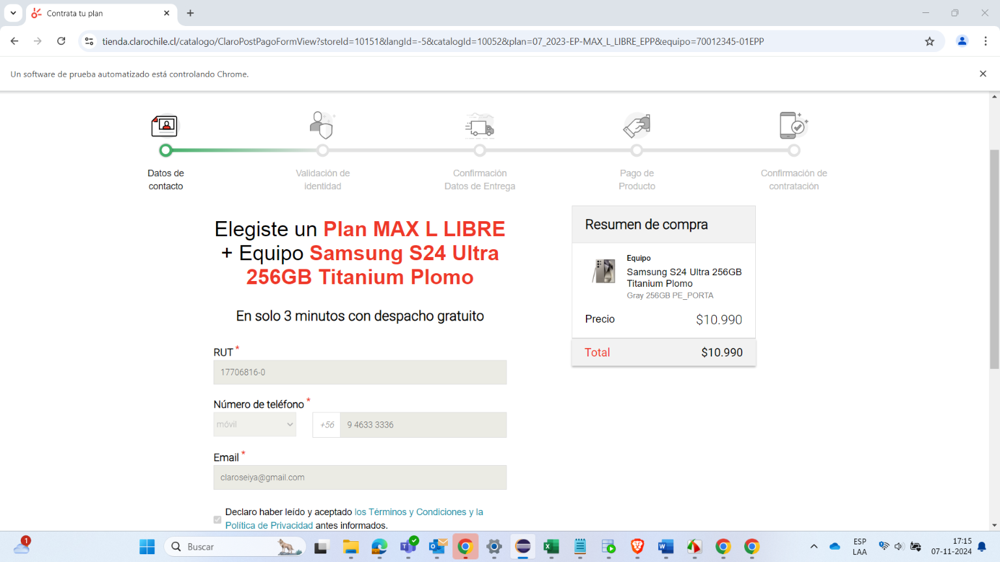 Contrata tu plan
tienda.clarochile.cl/catalogo/ClaroPostPagoFormView?storeId=10151&langId=-5&catalogId=10052&plan=07_2023-EP-MAX_L_LIBRE_EPP&equipo=70012345-01EPP
Un software de prueba automatizado está controlando Chrome.
Datos de
contacto
Validación de
identidad
Confirmación
Datos de Entrega
Pago de
Producto
Confirmación de
contratación
Elegiste un Plan MAX L LIBRE
+ Equipo Samsung S24 Ultra
256GB Titanium Plomo
En solo 3 minutos con despacho gratuito
RUT *
17706816-0
Número de teléfono *
móvil
+56
9 4633 3336
Email *
claroseiya@gmail.com
Declaro haber leído y aceptado los Términos y Condiciones y la
Política de Privacidad antes informados.
Resumen de compra
Equipo
Samsung S24 Ultra 256GB
Titanium Plomo
Gray 256GB PE_PORTA
Precio $10.990
Total $10.990
1
Buscar
ESP
LAA
17:15
07-11-2024